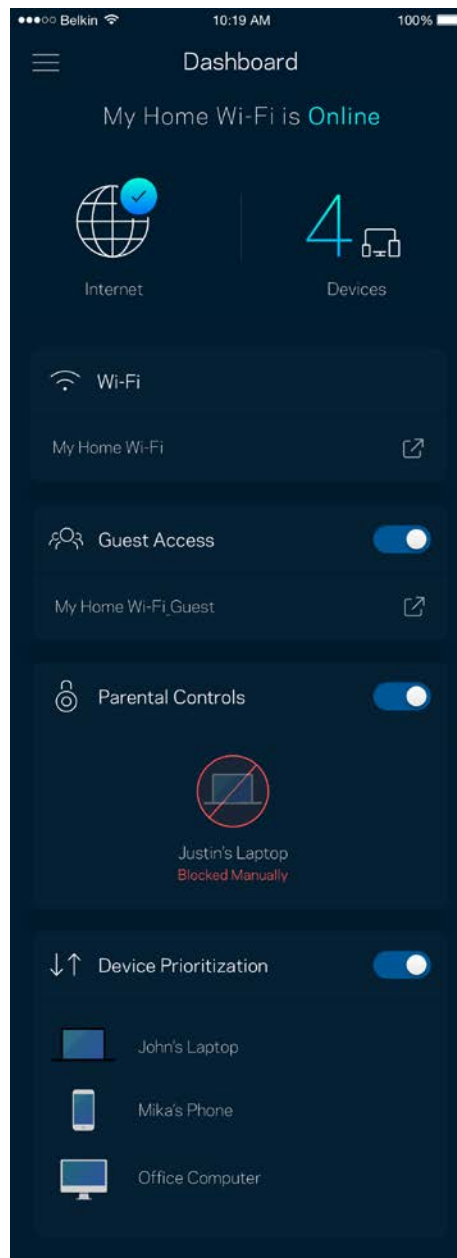 Belkin 10:19 AM 100%
Dashboard
My Home Wi-Fi is Online
4
Internet Devices
Wi-Fi
My Home Wi-Fi
Guest Access
My Home Wi-Fi_Guest
Parental Controls
Justin's Laptop
Blocked Manually
Device Prioritization
John's Laptop
Mika's Phone
Office Computer